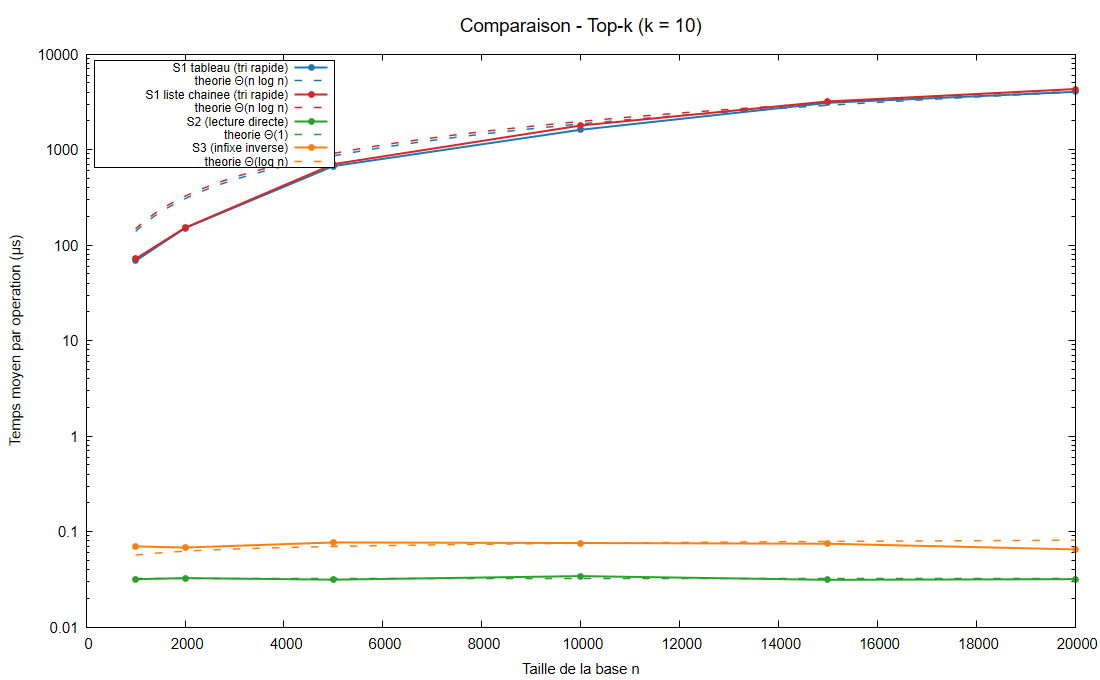 Comparaison - Top-k (k = 10)
10000
1000
100
10
1
0.1
0.01
S1 tableau (tri rapide)
theorie Θ(n log n)
S1 liste chainee (tri rapide)
theorie Θ(n log n)
S2 (lecture directe)
theorie Θ(1)
S3 (infixe inverse)
theorie Θ(log n)
Temps moyen par operation (µs)
0 2000 4000 6000 8000 10000 12000 14000 16000 18000 20000
Taille de la base n